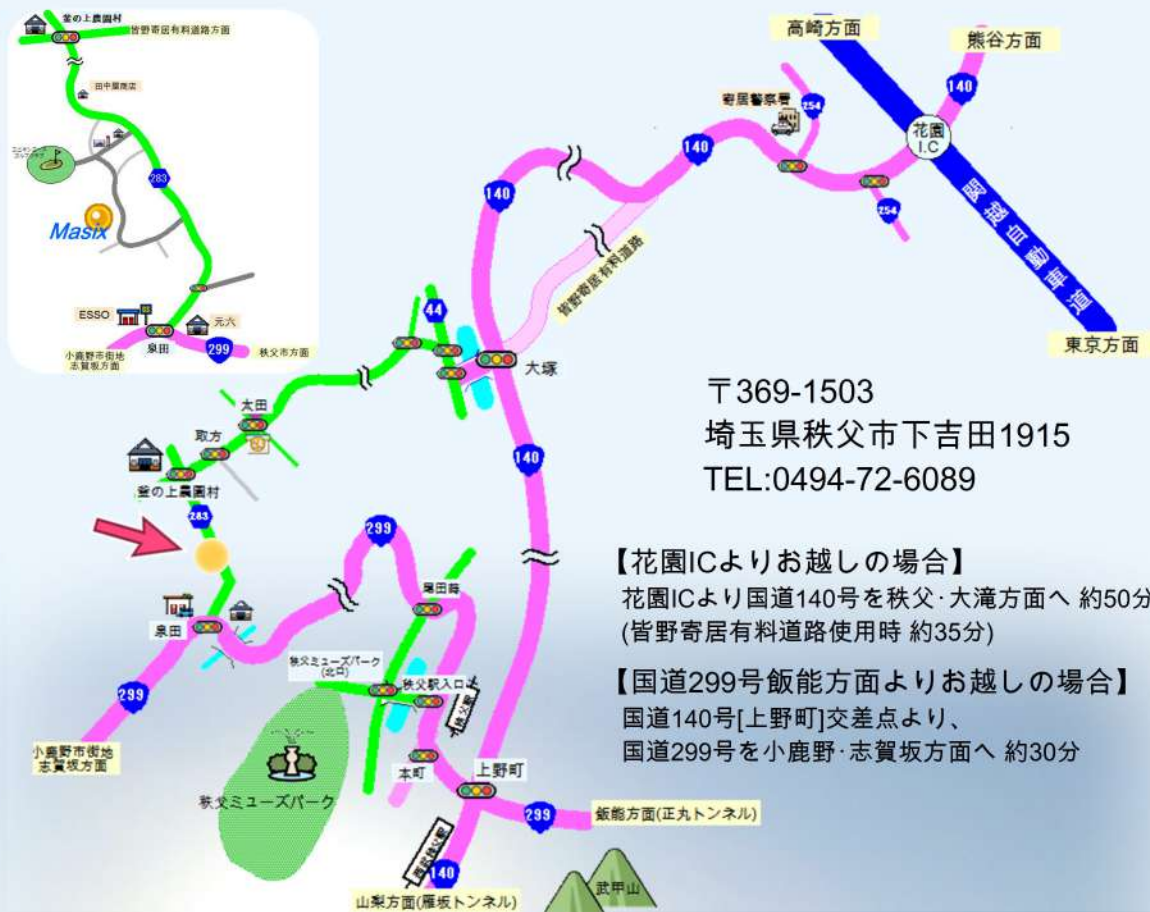 釜の上農園村
皆野寄居有料道路方面
田中屋商店
283
Masix
ESSO
元六
泉田
299
小鹿野市街地
志賀坂方面
秩父市方面
高崎方面
熊谷方面
140
寄居警察署
254
花園
I.C
140
254
関越自動車道
東京方面
140
皆野寄居有料道路
44
大塚
太田
取方
釜の上農園村
283
140
299
尾田蒔
泉田
秩父ミューズパーク
(北口)
秩父駅入口
秩父駅
299
小鹿野市街地
志賀坂方面
秩父ミューズパーク
本町
上野町
299
飯能方面(正丸トンネル)
西武秩父駅
140
山梨方面(雁坂トンネル)
武甲山
〒369-1503
埼玉県秩父市下吉田1915
TEL:0494-72-6089
【花園ICよりお越しの場合】
花園ICより国道140号を秩父･大滝方面へ 約50分
(皆野寄居有料道路使用時 約35分)
【国道299号飯能方面よりお越しの場合】
国道140号[上野町]交差点より、
国道299号を小鹿野･志賀坂方面へ 約30分